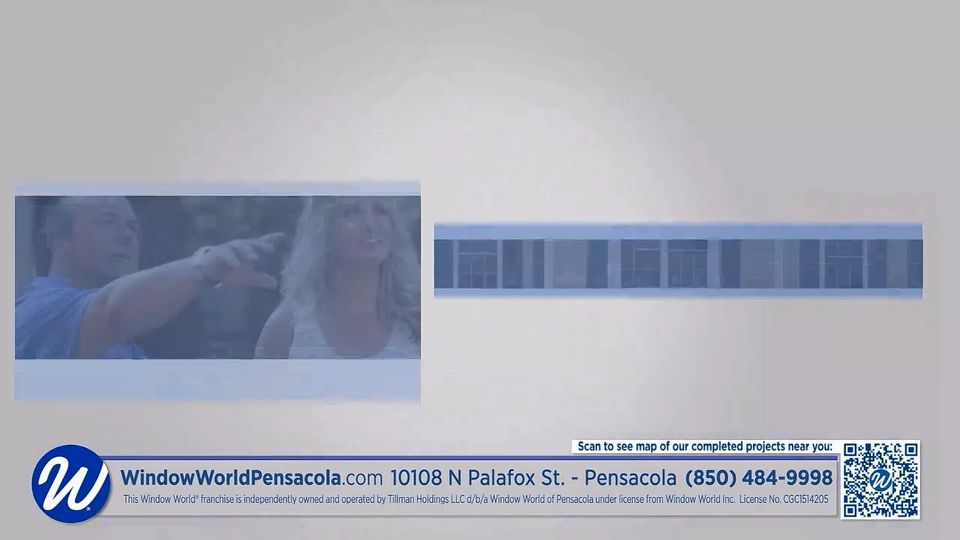 Scan to see map of our completed projects near you:
W
WindowWorldPensacola.com 10108 N Palafox St. - Pensacola (850) 484-9998
This Window World® franchise is independently owned and operated by Tillman Holdings LLC d/b/a Window World of Pensacola under license from Window World Inc. License No. CGC1514205